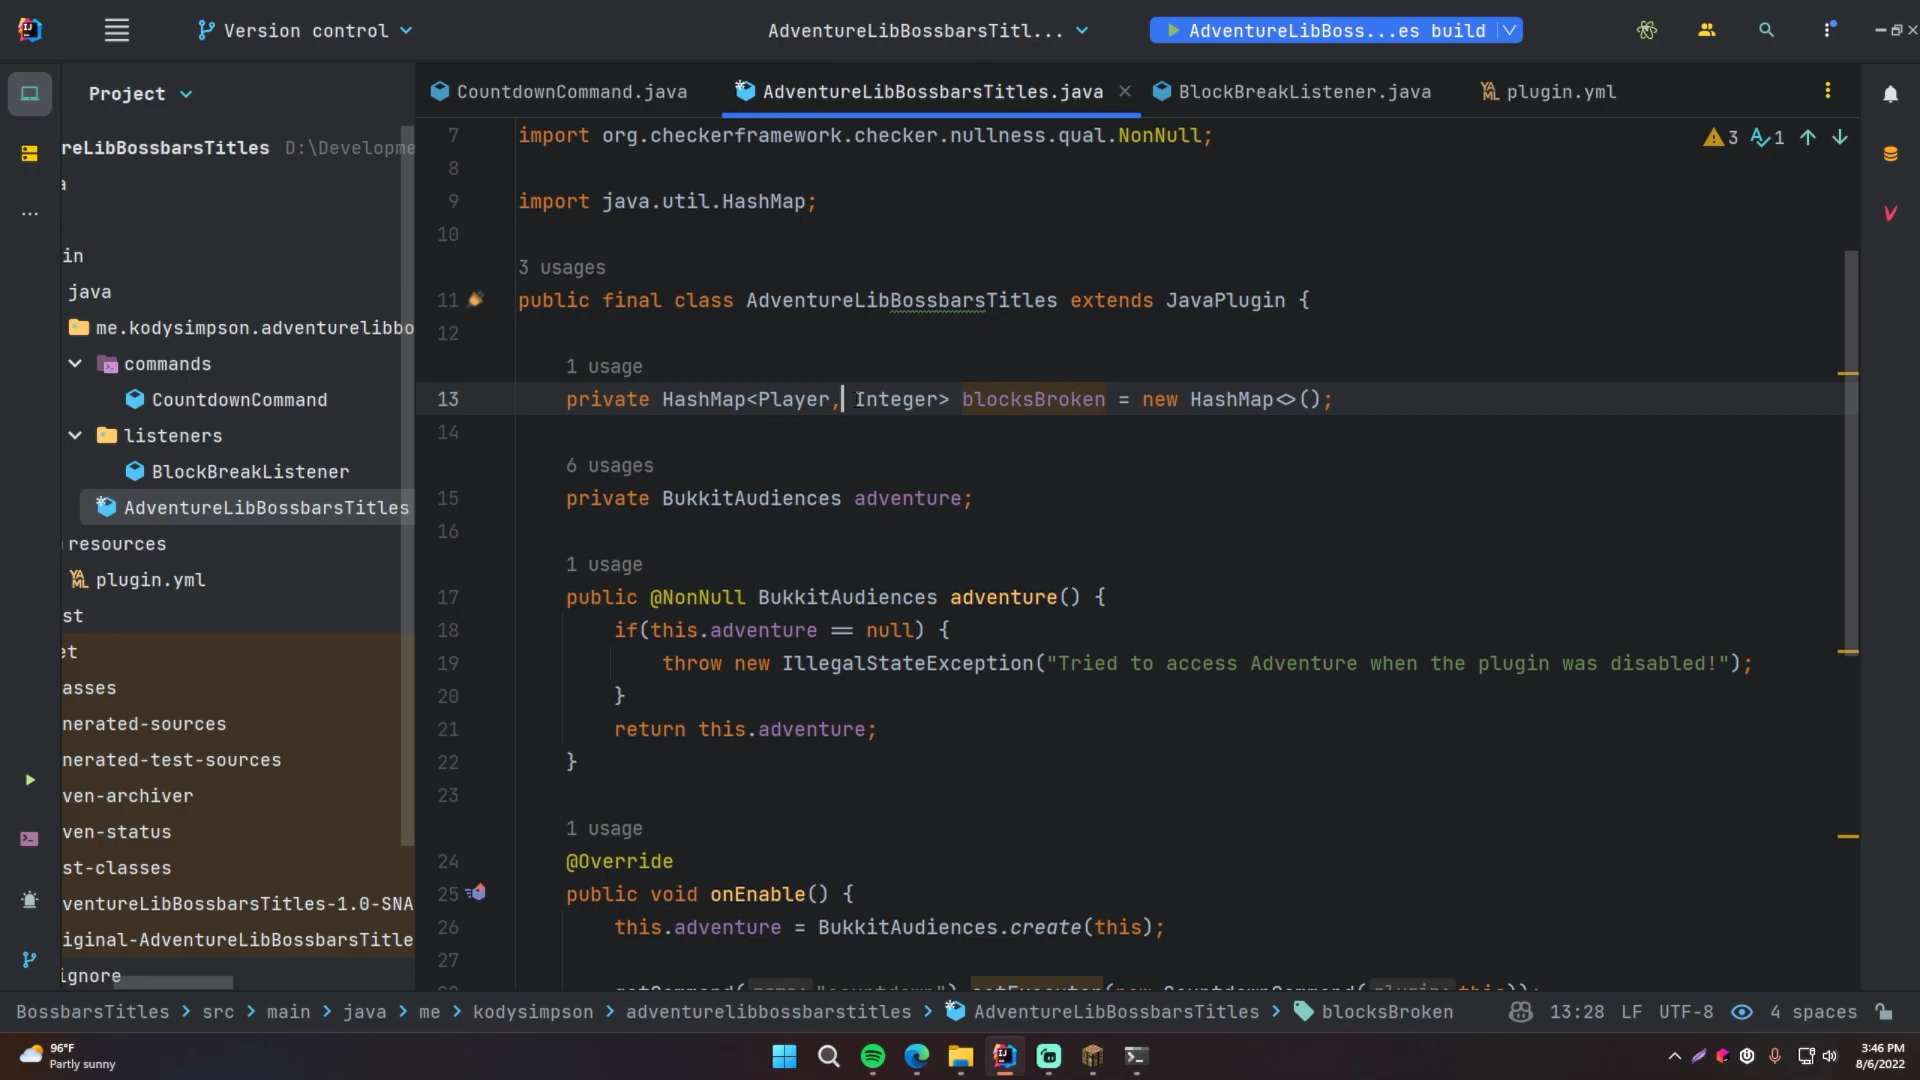 Version control
AdventureLibBossbarsTitl...
AdventureLibBoss...es build
Project
CountdownCommand.java
AdventureLibBossbarsTitles.java
BlockBreakListener.java
plugin.yml
reLibBossbarsTitles D:\Developme
a
in
java
me.kodysimpson.adventurelibbo
commands
CountdownCommand
listeners
BlockBreakListener
AdventureLibBossbarsTitles
resources
plugin.yml
st
et
asses
nerated-sources
nerated-test-sources
ven-archiver
ven-status
st-classes
ventureLibBossbarsTitles-1.0-SNA
iginal-AdventureLibBossbarsTitle
ignore
3 1
7 import org.checkerframework.checker.nullness.qual.NonNull;
8
9 import java.util.HashMap;
10
3 usages
11 public final class AdventureLibBossbarsTitles extends JavaPlugin {
12
1 usage
13 private HashMap<Player, Integer> blocksBroken = new HashMap<>();
14
6 usages
15 private BukkitAudiences adventure;
16
1 usage
17 public @NonNull BukkitAudiences adventure() {
18 if(this.adventure == null) {
19 throw new IllegalStateException("Tried to access Adventure when the plugin was disabled!");
20 }
21 return this.adventure;
22 }
23
1 usage
24 @Override
25 public void onEnable() {
26 this.adventure = BukkitAudiences.create(this);
27
BossbarsTitles > src > main > java > me > kodysimpson > adventurelibbossbarstitles > AdventureLibBossbarsTitles > blocksBroken
13:28 LF UTF-8 4 spaces
96°F
Partly sunny
3:46 PM
8/6/2022